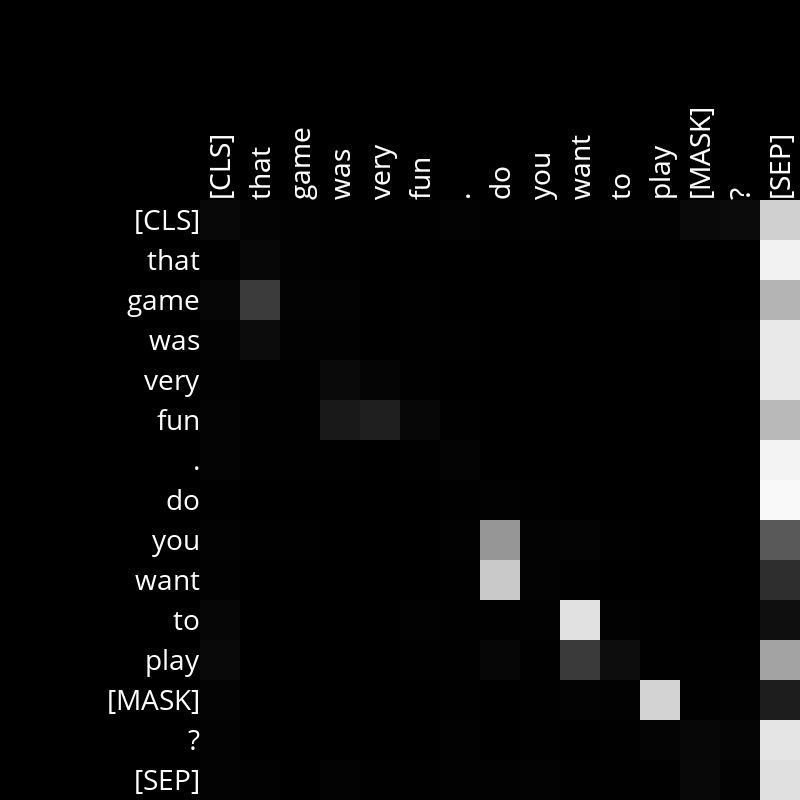 [CLS] that game was very fun . do you want to play [MASK] ? [SEP]
[CLS]
that
game
was
very
fun
.
do
you
want
to
play
[MASK]
?
[SEP]